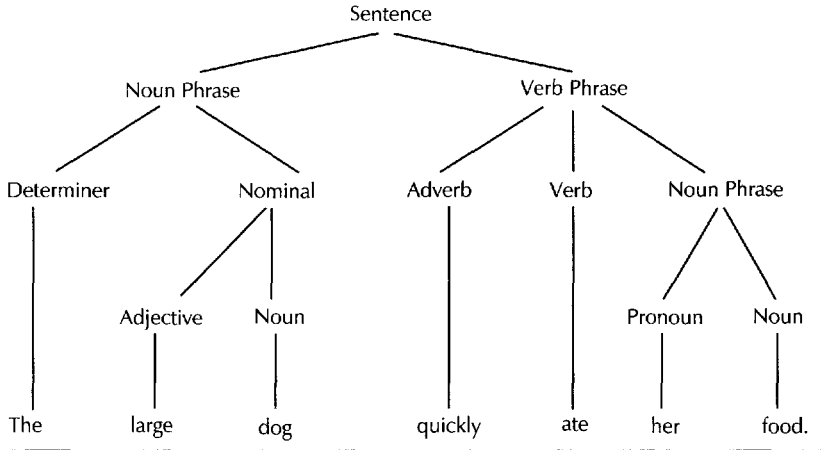 Sentence
Noun Phrase Verb Phrase
Determiner Nominal Adverb Verb Noun Phrase
Adjective Noun Pronoun Noun
The large dog quickly ate her food.